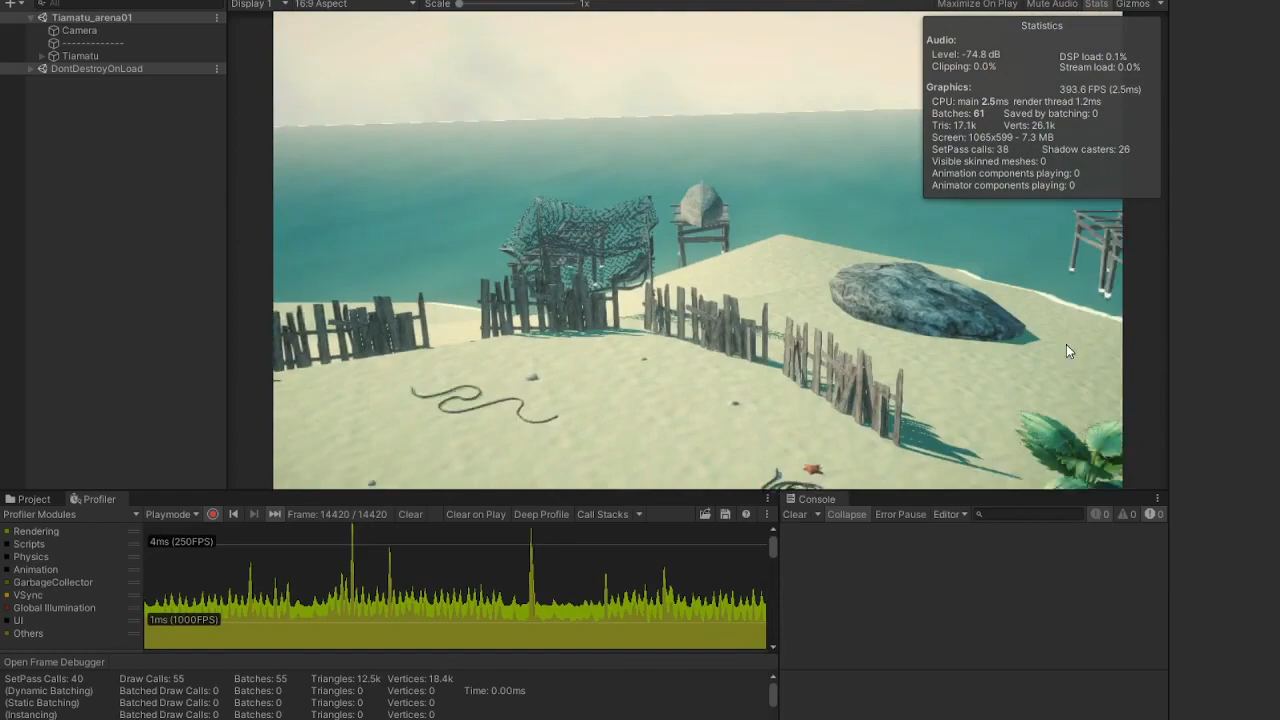 Display 1 16:9 Aspect Scale 1x Maximize On Play Mute Audio Stats Gizmos
All
Tiamatu_arena01
Camera
-------------
Tiamatu
DontDestroyOnLoad
Statistics
Audio:
Level: -74.8 dB DSP load: 0.1%
Clipping: 0.0% Stream load: 0.0%
Graphics: 393.6 FPS (2.5ms)
CPU: main 2.5ms render thread 1.2ms
Batches: 61 Saved by batching: 0
Tris: 17.1k Verts: 26.1k
Screen: 1065x599 - 7.3 MB
SetPass calls: 38 Shadow casters: 26
Visible skinned meshes: 0
Animation components playing: 0
Animator components playing: 0
Project Profiler
Profiler Modules Playmode Frame: 14420 / 14420 Clear Clear on Play Deep Profile Call Stacks
Rendering
Scripts
Physics
Animation
GarbageCollector
VSync
Global Illumination
UI
Others
4ms (250FPS)
1ms (1000FPS)
Open Frame Debugger
SetPass Calls: 40 Draw Calls: 55 Batches: 55 Triangles: 12.5k Vertices: 18.4k
(Dynamic Batching) Batched Draw Calls: 0 Batches: 0 Triangles: 0 Vertices: 0 Time: 0.00ms
(Static Batching) Batched Draw Calls: 0 Batches: 0 Triangles: 0 Vertices: 0
(Instancing) Batched Draw Calls: 0 Batches: 0 Triangles: 0 Vertices: 0
Console
Clear Collapse Error Pause Editor 0 0 0